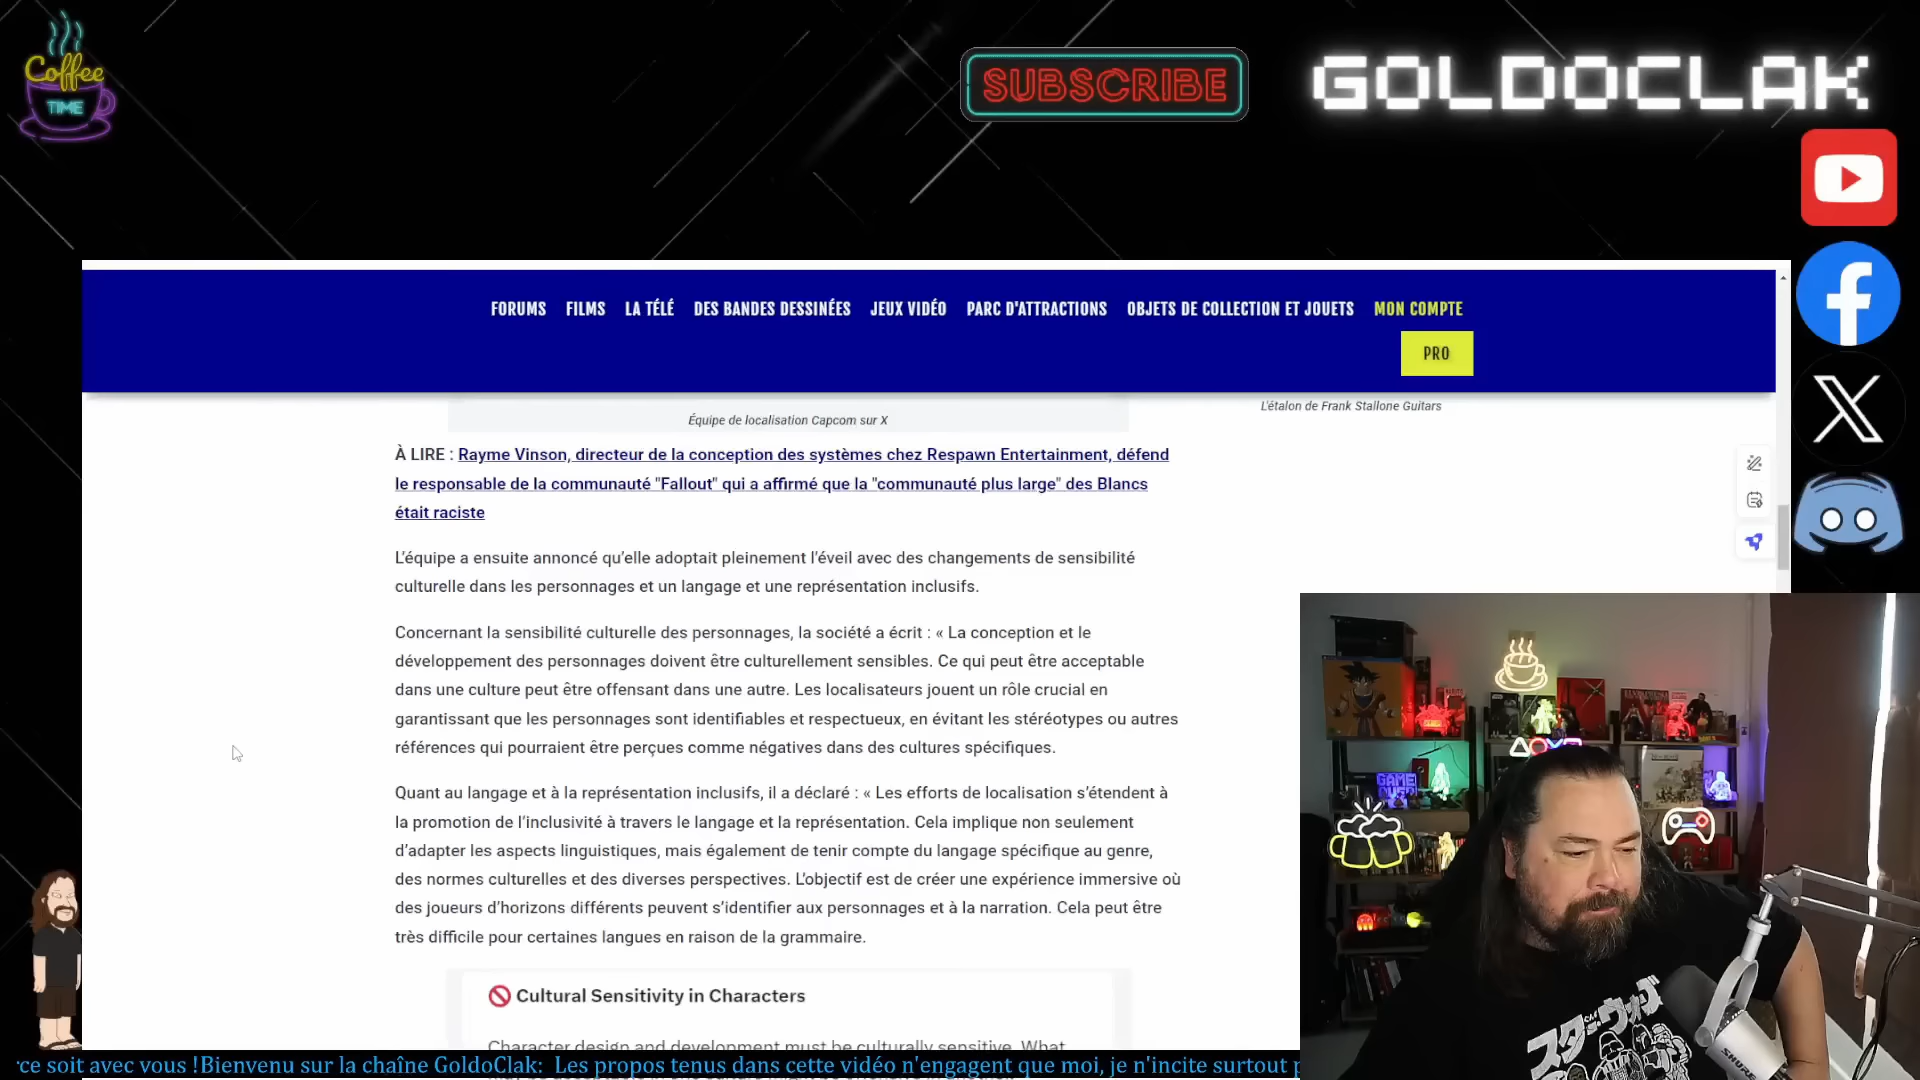 Coffee
TIME
SUBSCRIBE
GOLDOCLAK
FORUMS FILMS LA TÉLÉ DES BANDES DESSINÉES JEUX VIDÉO PARC D'ATTRACTIONS OBJETS DE COLLECTION ET JOUETS MON COMPTE
PRO
Équipe de localisation Capcom sur X
L'étalon de Frank Stallone Guitars
À LIRE : Rayme Vinson, directeur de la conception des systèmes chez Respawn Entertainment, défend
le responsable de la communauté "Fallout" qui a affirmé que la "communauté plus large" des Blancs
était raciste
L'équipe a ensuite annoncé qu'elle adoptait pleinement l'éveil avec des changements de sensibilité
culturelle dans les personnages et un langage et une représentation inclusifs.
Concernant la sensibilité culturelle des personnages, la société a écrit : « La conception et le
développement des personnages doivent être culturellement sensibles. Ce qui peut être acceptable
dans une culture peut être offensant dans une autre. Les localisateurs jouent un rôle crucial en
garantissant que les personnages sont identifiables et respectueux, en évitant les stéréotypes ou autres
références qui pourraient être perçues comme négatives dans des cultures spécifiques.
Quant au langage et à la représentation inclusifs, il a déclaré : « Les efforts de localisation s'étendent à
la promotion de l'inclusivité à travers le langage et la représentation. Cela implique non seulement
d'adapter les aspects linguistiques, mais également de tenir compte du langage spécifique au genre,
des normes culturelles et des diverses perspectives. L'objectif est de créer une expérience immersive où
des joueurs d'horizons différents peuvent s'identifier aux personnages et à la narration. Cela peut être
très difficile pour certaines langues en raison de la grammaire.
Cultural Sensitivity in Characters
Character design and development must be culturally sensitive. What
GAME
OVER
スター・ウォーズ
SHURE
ce soit avec vous !Bienvenu sur la chaîne GoldoClak: Les propos tenus dans cette vidéo n'engagent que moi, je n'incite surtout